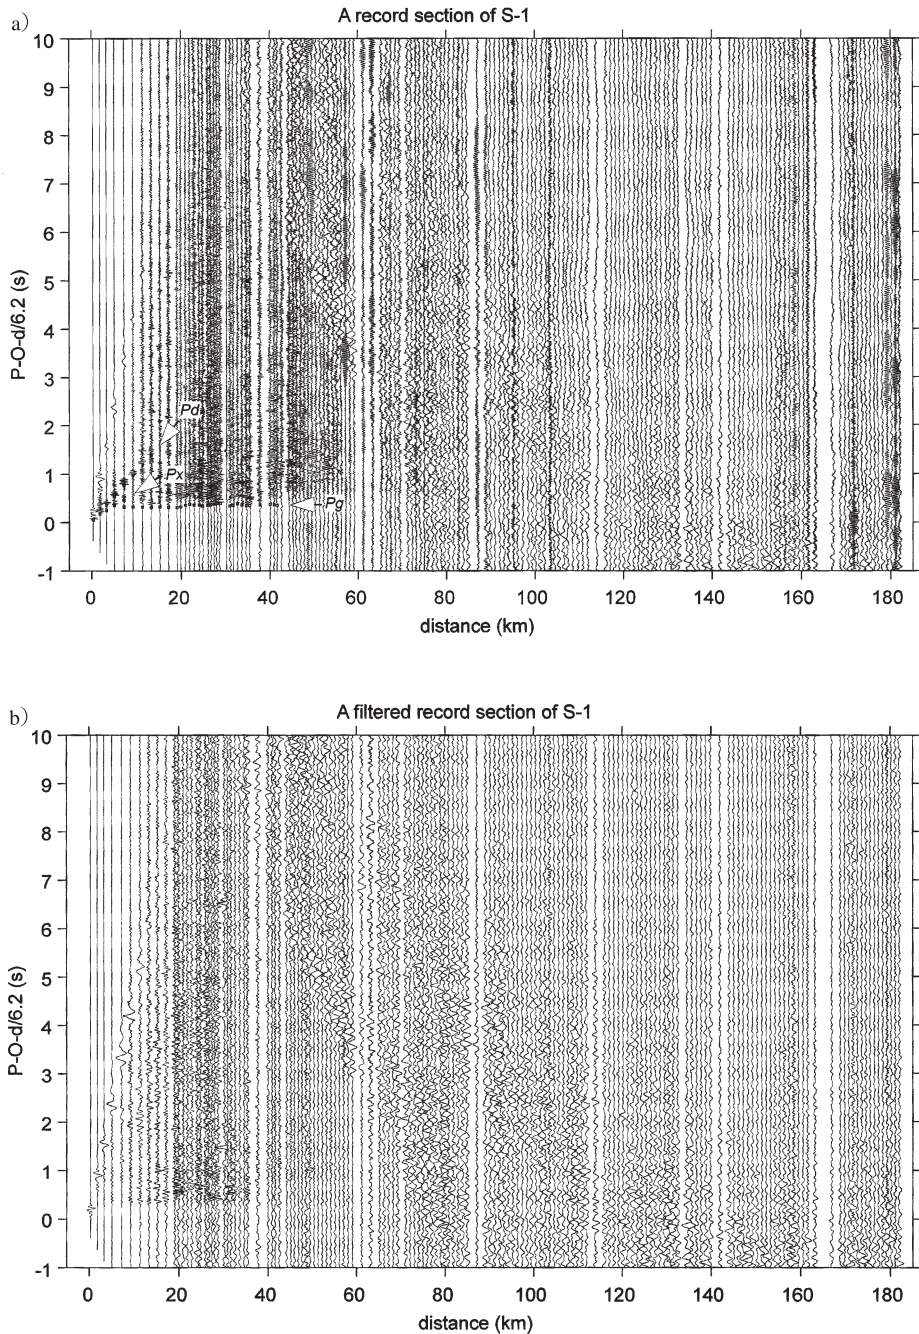 a)
A record section of S-1
10
9
8
7
6
5
4
3
2
1
0
-1
P-O-d/6.2 (s)
Pd
Px
Pg
0 20 40 60 80 100 120 140 160 180
distance (km)
b)
A filtered record section of S-1
10
9
8
7
6
5
4
3
2
1
0
-1
P-O-d/6.2 (s)
0 20 40 60 80 100 120 140 160 180
distance (km)